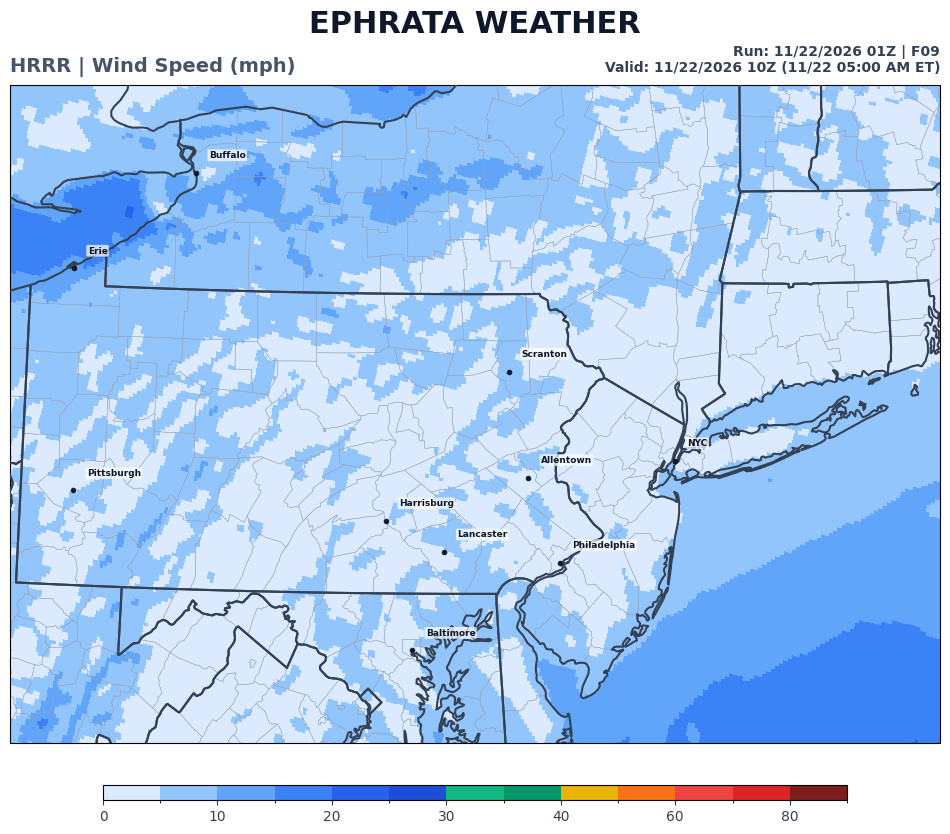 EPHRATA WEATHER
HRRR | Wind Speed (mph)
Run: 11/22/2026 01Z | F09
Valid: 11/22/2026 10Z (11/22 05:00 AM ET)
Buffalo
Erie
Scranton
NYC
Allentown
Pittsburgh
Harrisburg
Lancaster
Philadelphia
Baltimore
0 10 20 30 40 60 80